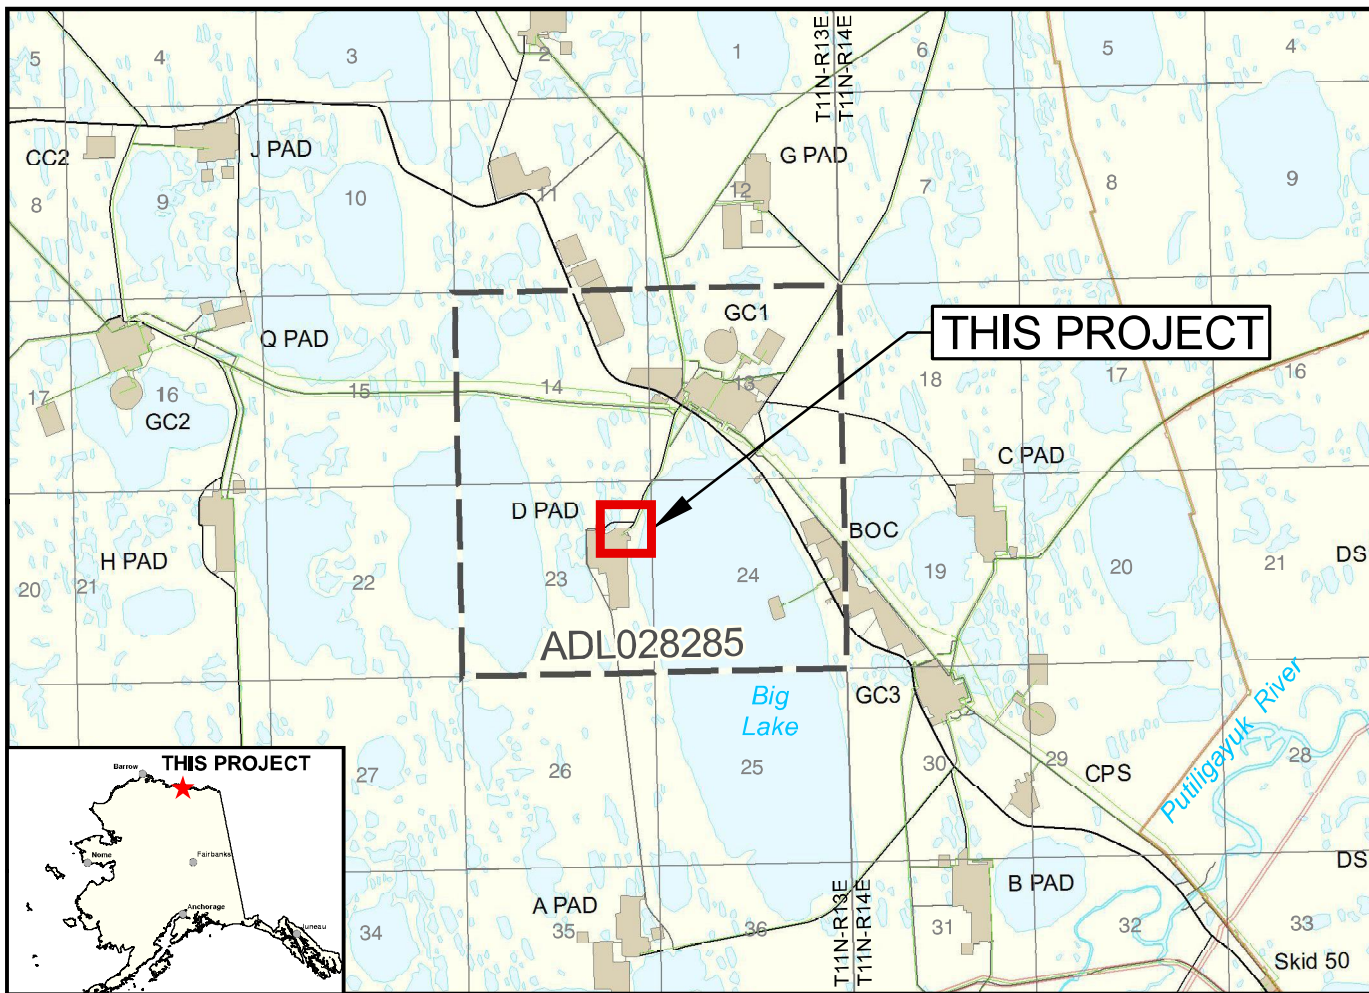 5
4
3
2
1
6
5
4
T11N-R13E
T11N-R14E
CC2
J PAD
G PAD
8
9
10
11
12
7
8
9
Q PAD
GC1
THIS PROJECT
17
16
15
14
13
18
17
16
GC2
C PAD
D PAD
BOC
H PAD
20
21
22
23
24
19
20
21
DS
ADL028285
Big
Lake
GC3
Putiligayuk River
27
26
25
30
29
28
CPS
DS
A PAD
B PAD
34
35
36
31
32
33
T11N-R13E
T11N-R14E
Skid 50
THIS PROJECT
Barrow
Nome
Fairbanks
Anchorage
Juneau